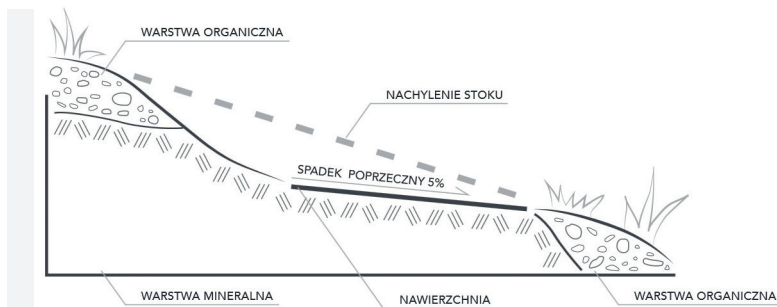 WARSTWA ORGANICZNA
NACHYLENIE STOKU
SPADEK POPRZECZNY 5%
WARSTWA MINERALNA
NAWIERZCHNIA
WARSTWA ORGANICZNA